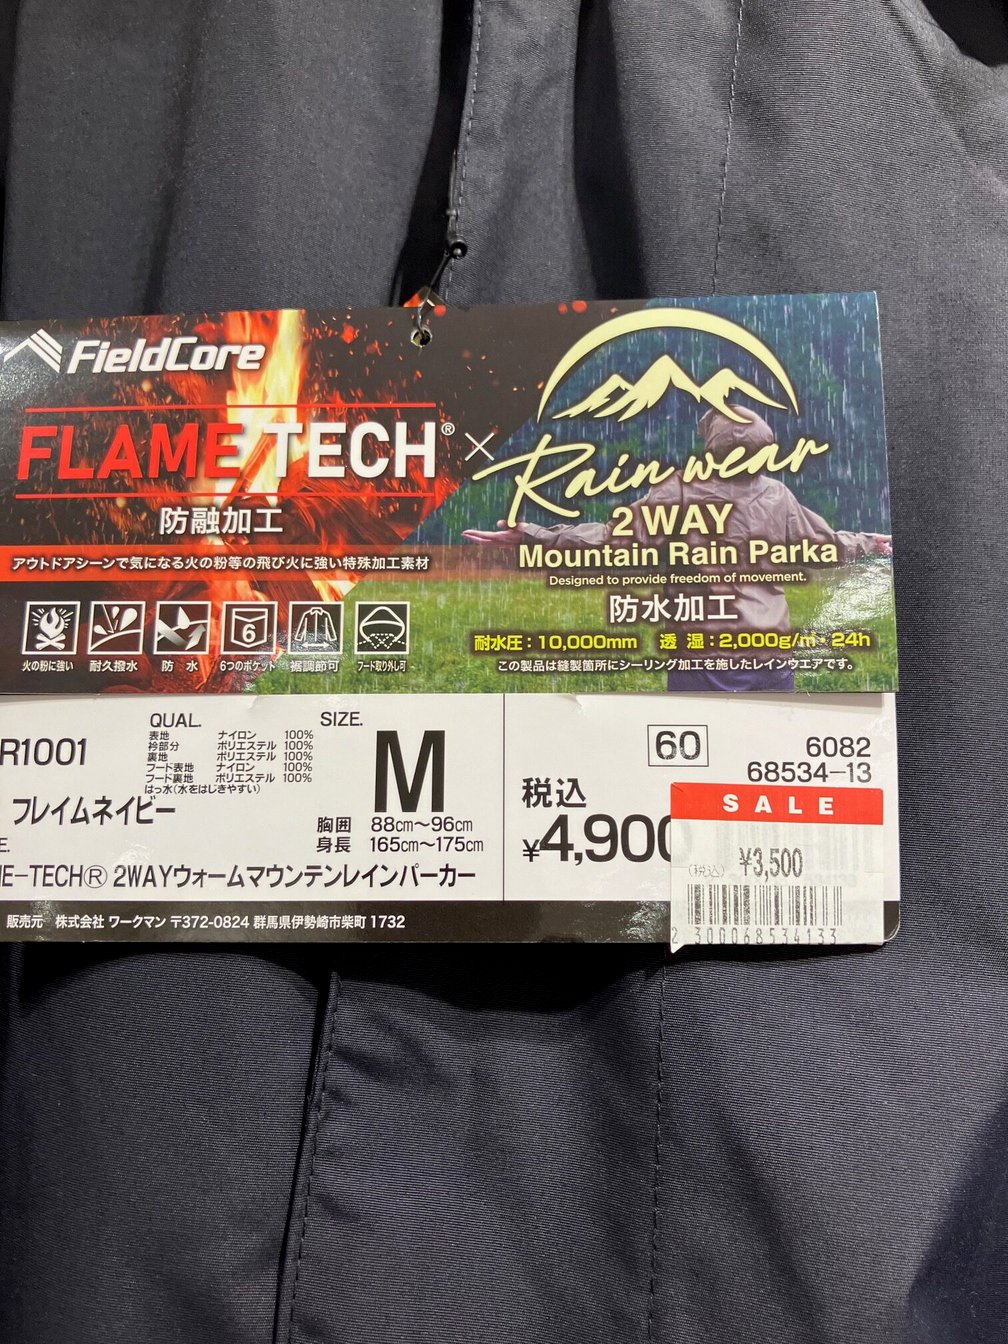 FieldCore
FLAME TECH® ×
防融加工
アウトドアシーンで気になる火の粉等の飛び火に強い特殊加工素材
6
火の粉に強い 耐久撥水 防水 6つのポケット 裾調節可 フード取り外し可
Rain wear
2 WAY
Mountain Rain Parka
Designed to provide freedom of movement.
防水加工
耐水圧：10,000mm 透湿：2,000g/m²・24h
この製品は縫製箇所にシーリング加工を施したレインウエアです。
R1001
フレイムネイビー
QUAL.
表地 ナイロン 100%
衿部分 ポリエステル 100%
裏地 ポリエステル 100%
フード表地 ナイロン 100%
フード裏地 ポリエステル 100%
はっ水(水をはじきやすい)
SIZE.
M
胸囲 88cm〜96cm
身長 165cm〜175cm
E.
ME-TECH® 2WAYウォームマウンテンレインパーカー
60
6082
68534-13
税込
¥4,900
SALE
(税込) ¥3,500
2300068534133
販売元 株式会社 ワークマン 〒372-0824 群馬県伊勢崎市柴町 1732